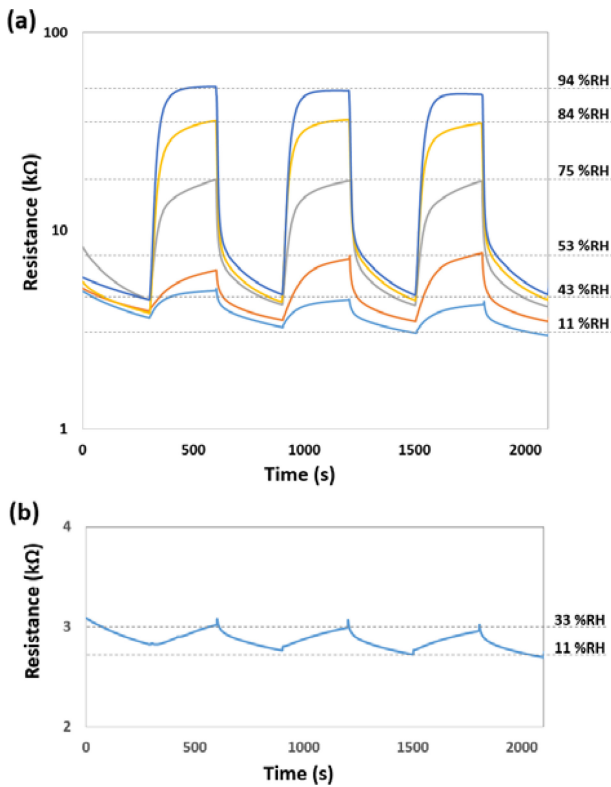 (a)
100
94 %RH
84 %RH
75 %RH
10
53 %RH
43 %RH
11 %RH
1
Resistance (kΩ)
0
500
1000
1500
2000
Time (s)
(b)
4
33 %RH
3
11 %RH
2
Resistance (kΩ)
0
500
1000
1500
2000
Time (s)